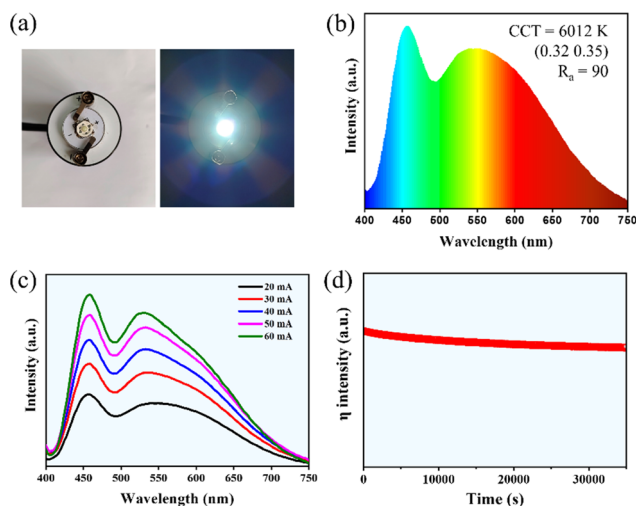 (a)
(b)
CCT = 6012 K
(0.32 0.35)
Rₐ = 90
Intensity (a.u.)
400 450 500 550 600 650 700 750
Wavelength (nm)
(c)
20 mA
30 mA
40 mA
50 mA
60 mA
Intensity (a.u.)
400 450 500 550 600 650 700 750
Wavelength (nm)
(d)
η intensity (a.u.)
0 10000 20000 30000
Time (s)